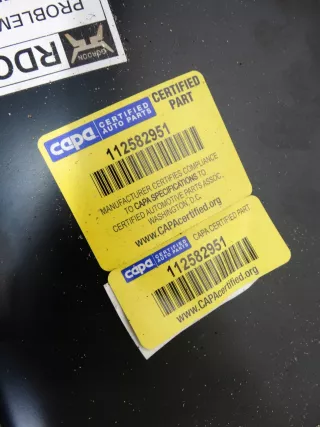 PROBLEM
RDO
GORDON
capa CERTIFIED AUTO PARTS
CERTIFIED PART
112582951
"MANUFACTURER CERTIFIES COMPLIANCE
TO CAPA SPECIFICATIONS TO
CERTIFIED AUTOMOTIVE PARTS ASSOC.,
WASHINGTON, D.C.
www.CAPAcertified.org
capa CERTIFIED AUTO PARTS
CAPA CERTIFIED PART
112582951
www.CAPAcertified.org